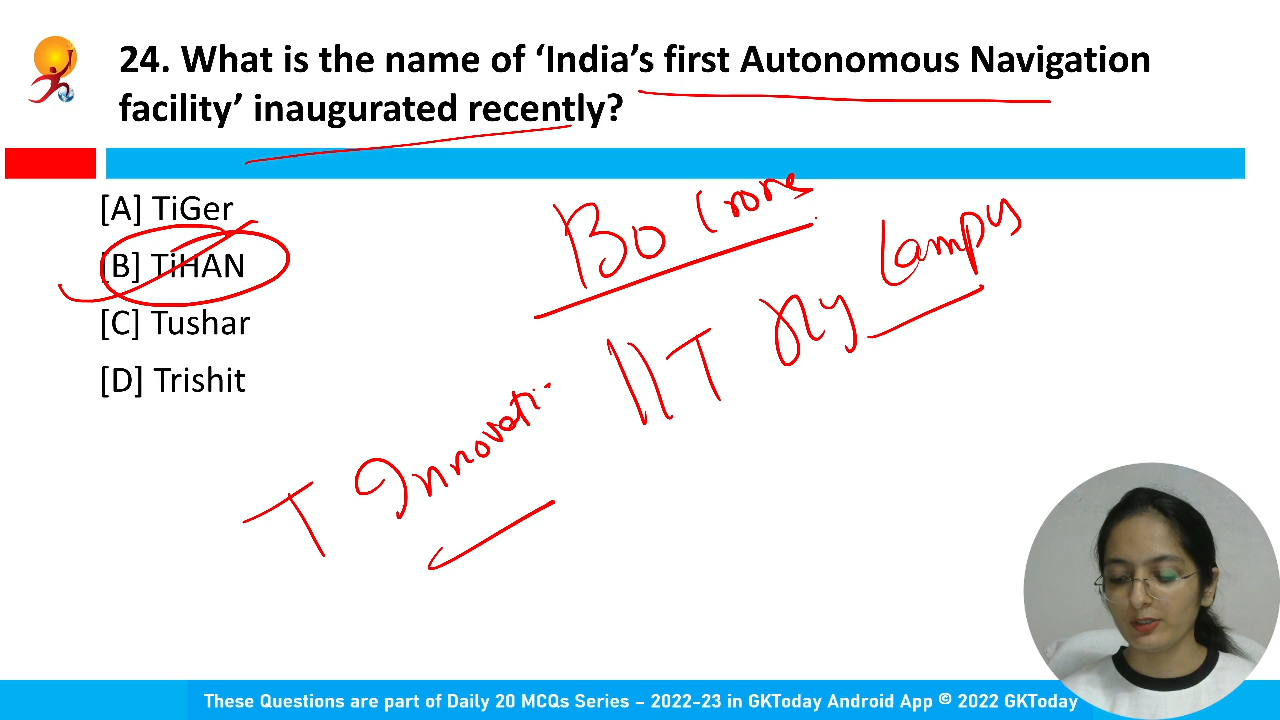 24. What is the name of ‘India’s first Autonomous Navigation
facility’ inaugurated recently?
[A] TiGer
[B] TiHAN
[C] Tushar
[D] Trishit
Crore
IIT Hy Campus
T Innovati
These Questions are part of Daily 20 MCQs Series – 2022-23 in GKToday Android App © 2022 GKToday